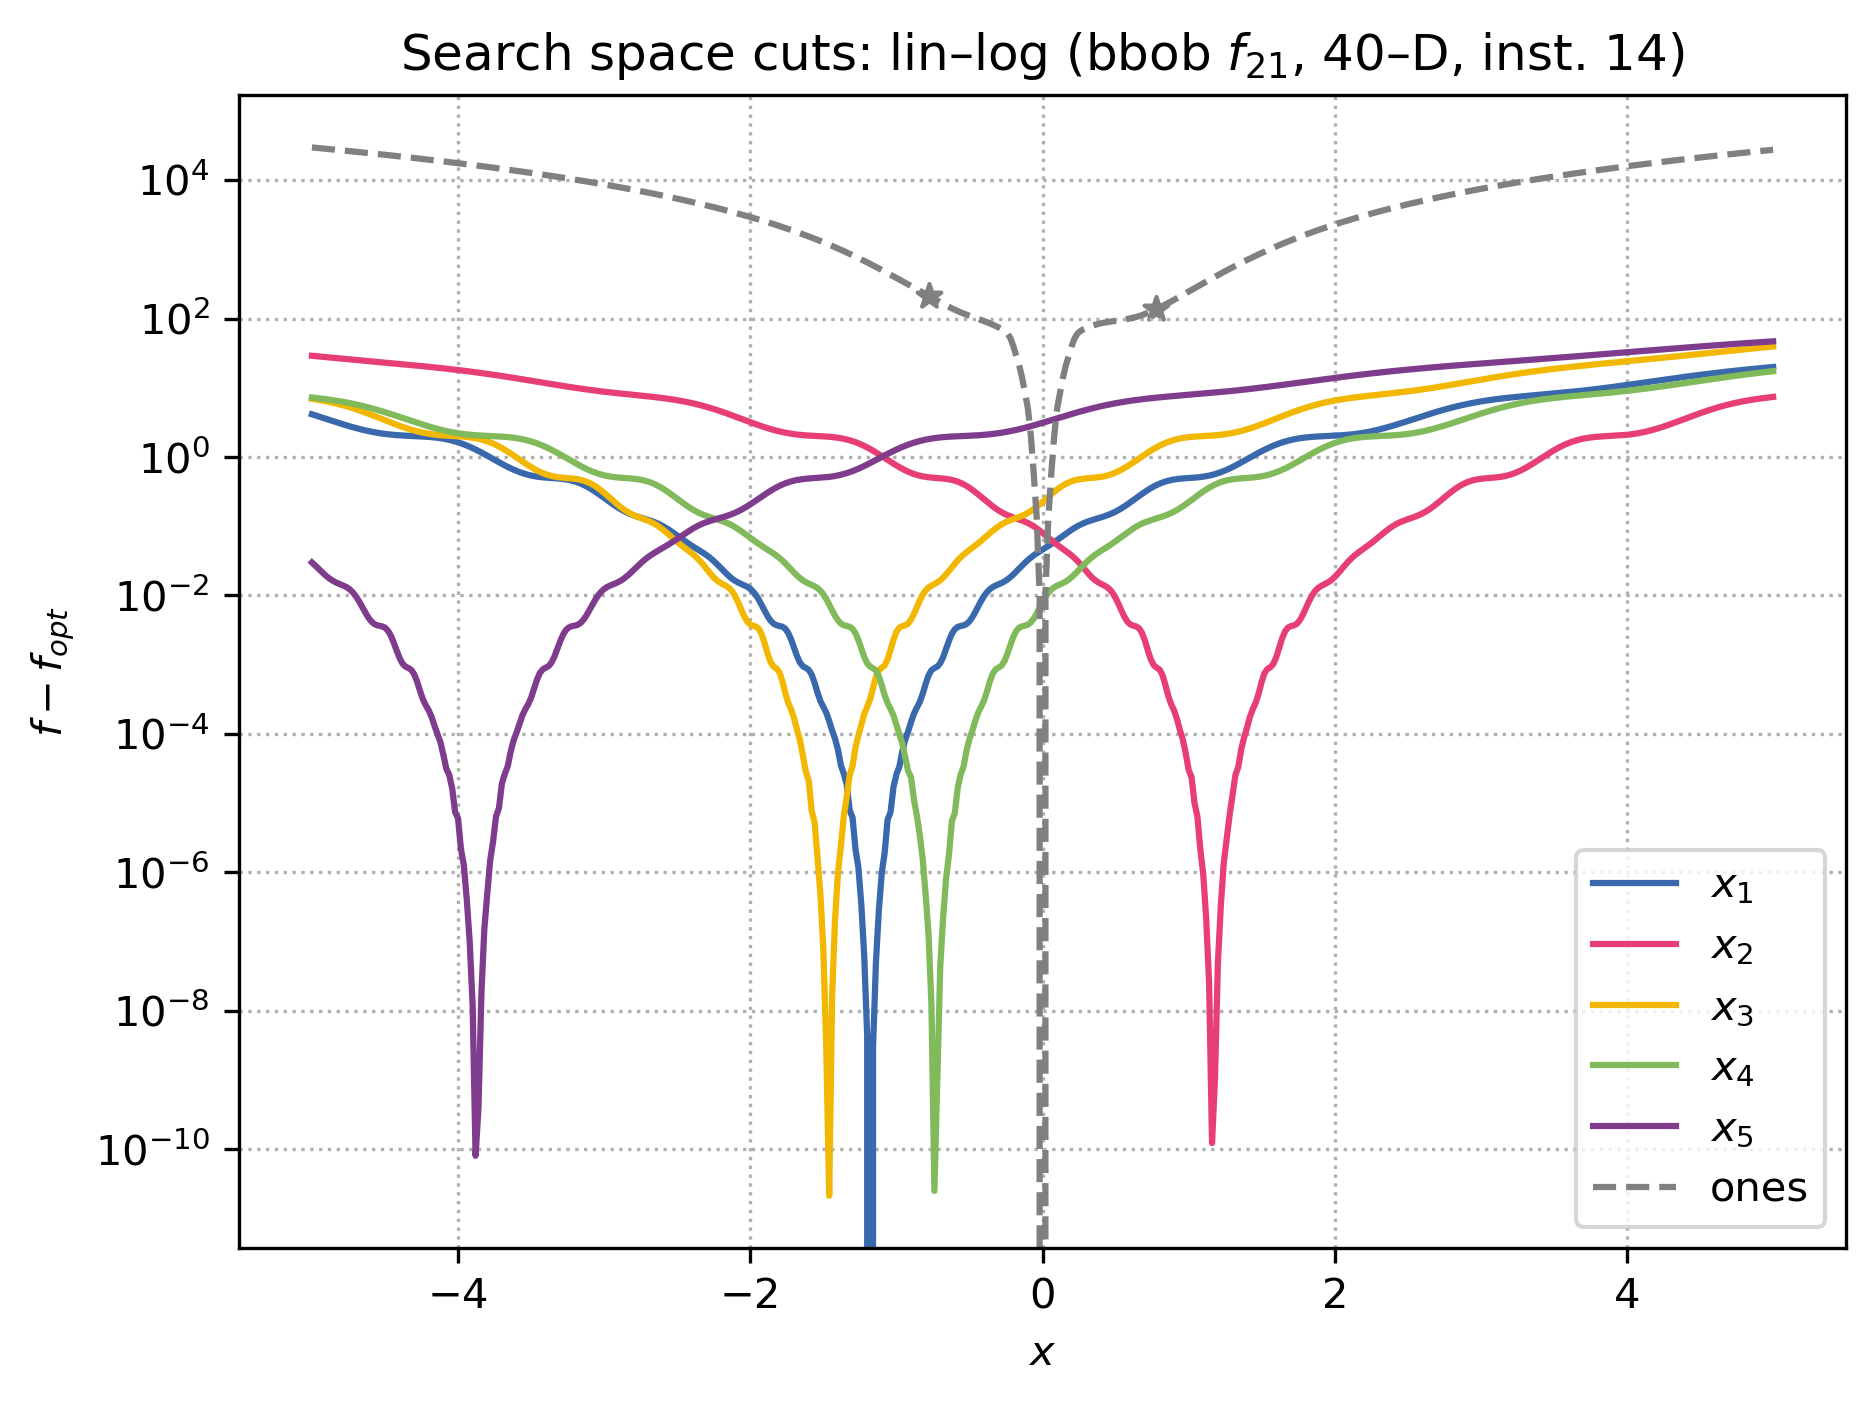 Search space cuts: lin–log (bbob f21, 40–D, inst. 14)
f − fopt
10^4
10^2
10^0
10^−2
10^−4
10^−6
10^−8
10^−10
−4 −2 0 2 4
x
x1
x2
x3
x4
x5
ones